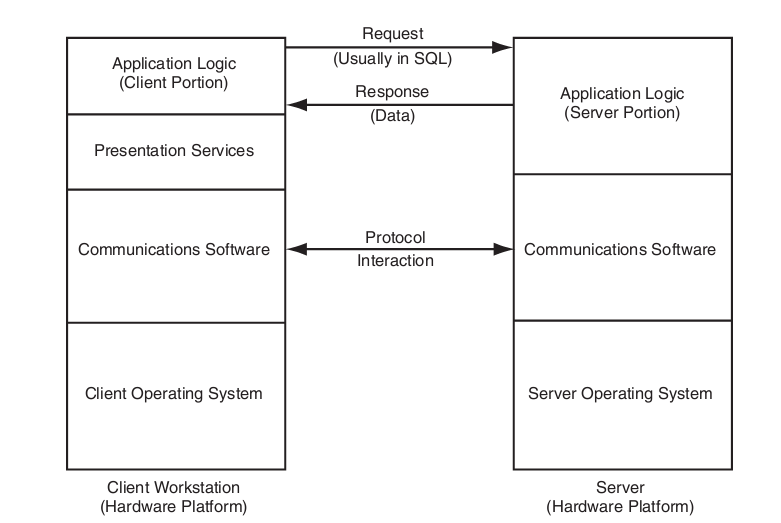 Request
(Usually in SQL)
Application Logic
(Client Portion)
Response
(Data)
Application Logic
(Server Portion)
Presentation Services
Communications Software
Protocol
Interaction
Communications Software
Client Operating System
Server Operating System
Client Workstation
(Hardware Platform)
Server
(Hardware Platform)